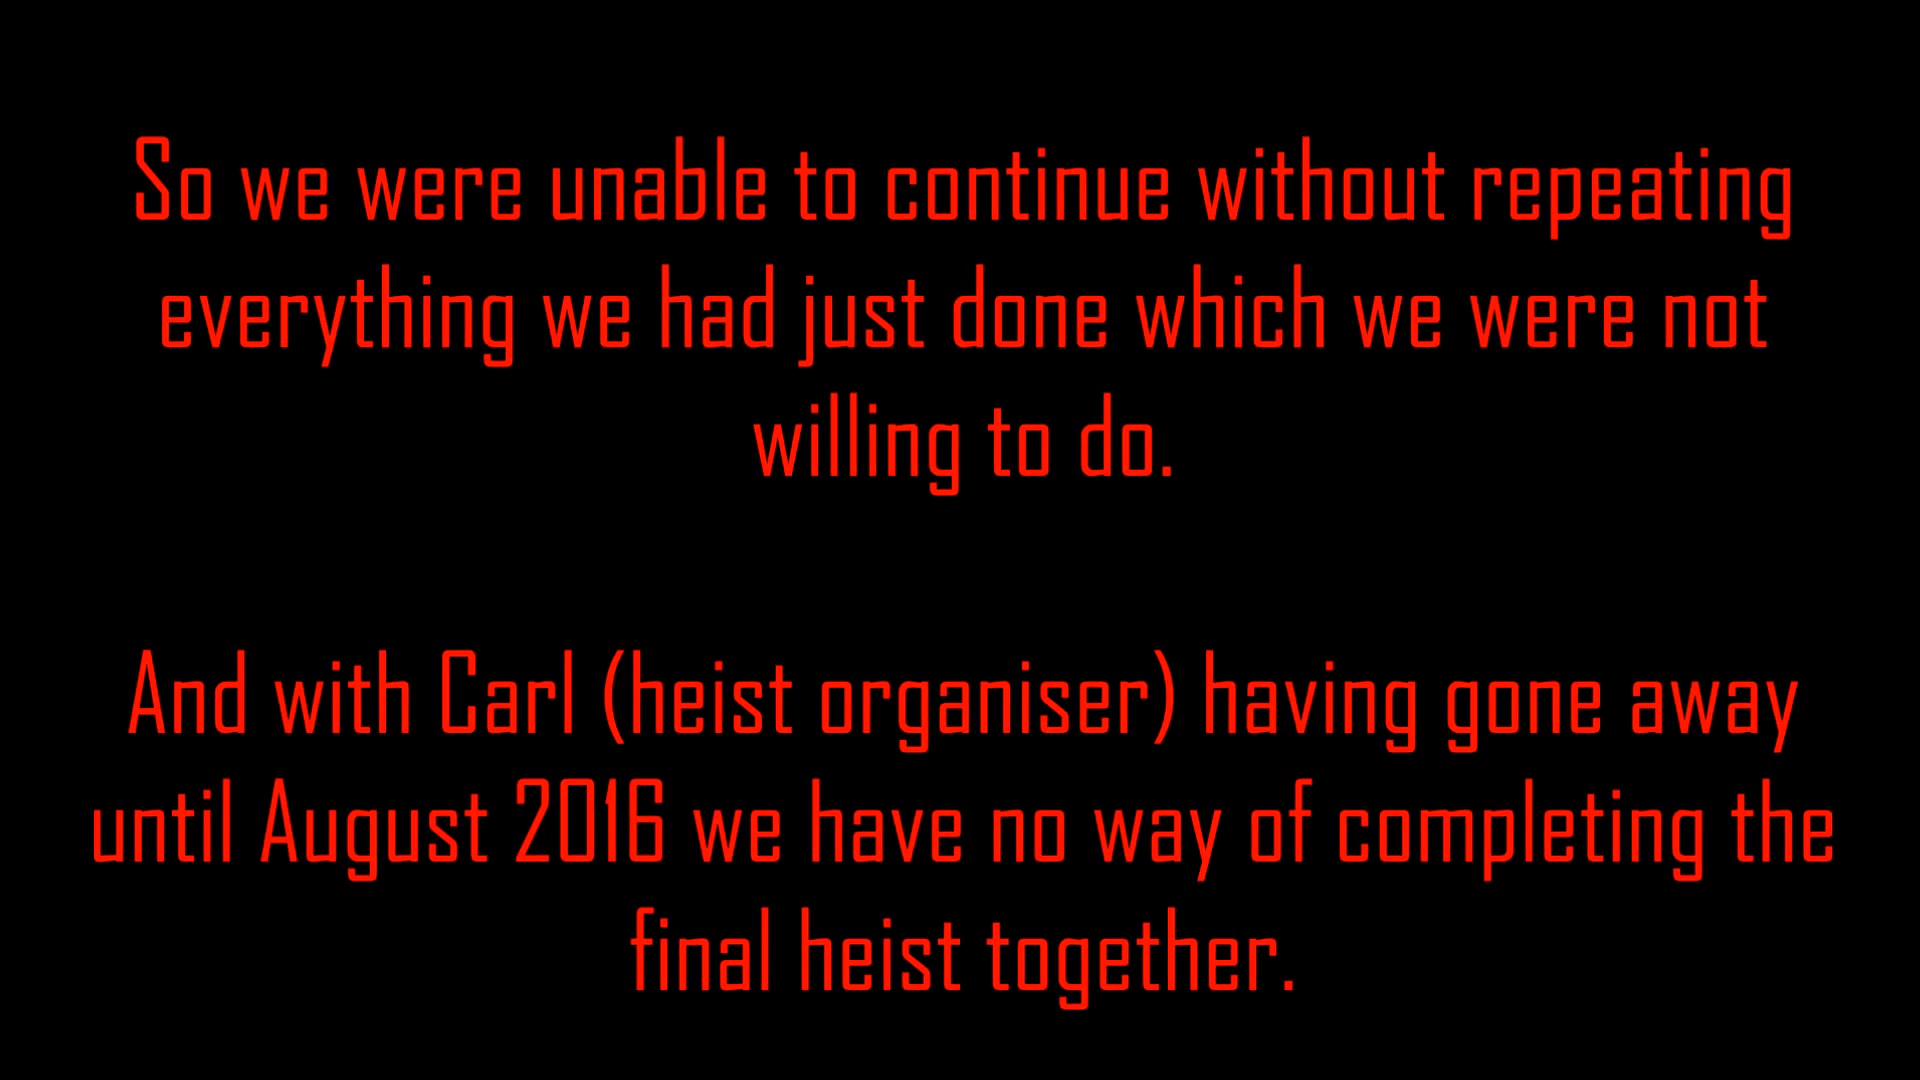 So we were unable to continue without repeating
everything we had just done which we were not
willing to do.
And with Carl (heist organiser) having gone away
until August 2016 we have no way of completing the
final heist together.